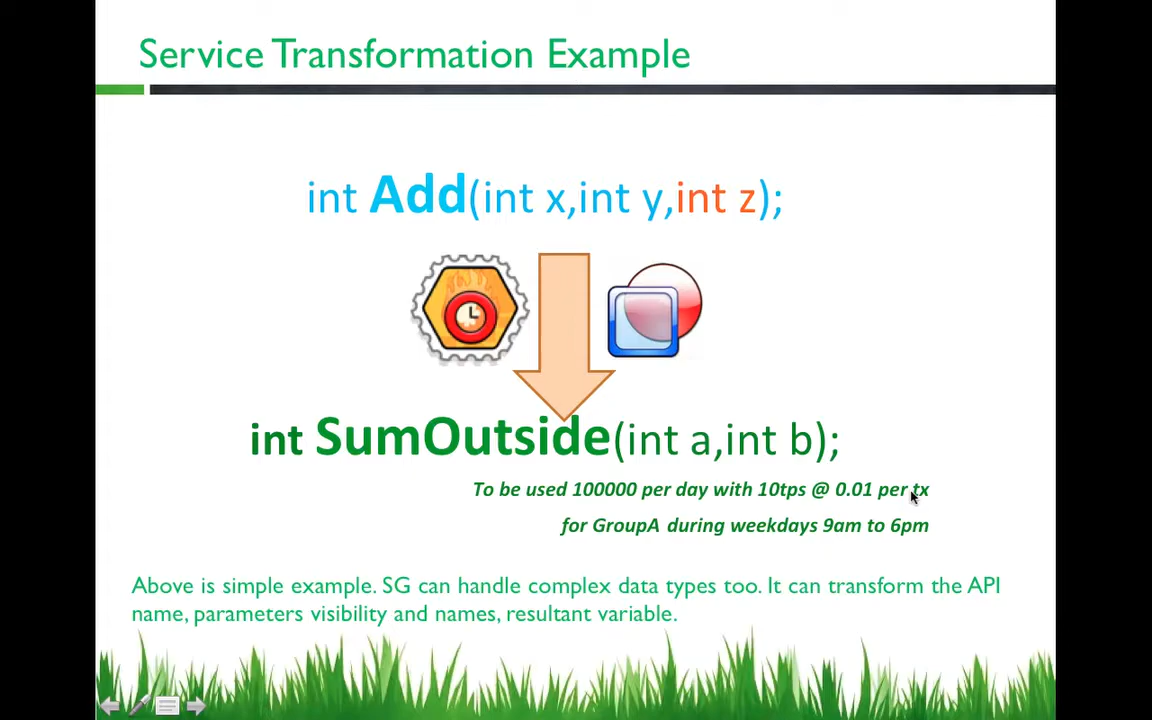 Service Transformation Example
int Add(int x,int y,int z);
int SumOutside(int a,int b);
To be used 100000 per day with 10tps @ 0.01 per tx
for GroupA during weekdays 9am to 6pm
Above is simple example. SG can handle complex data types too. It can transform the API
name, parameters visibility and names, resultant variable.